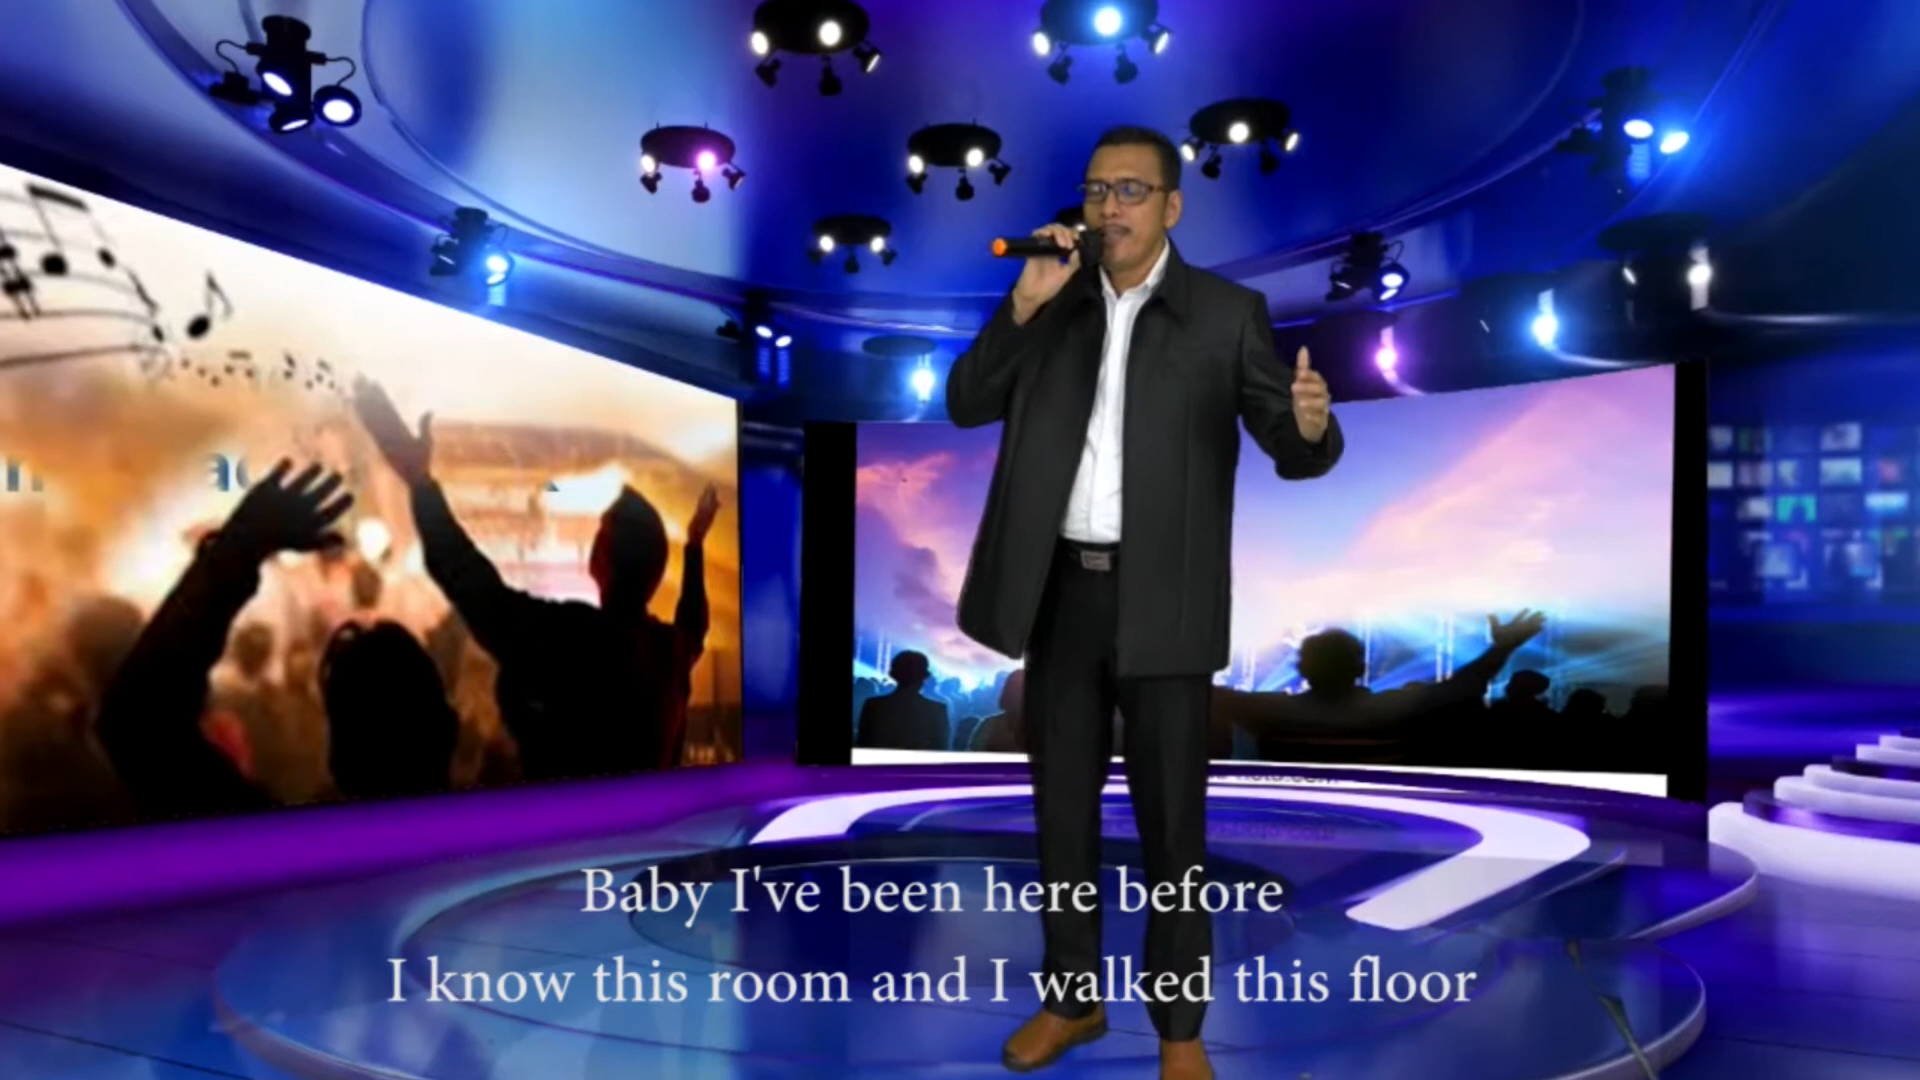 Baby I've been here before
I know this room and I walked this floor